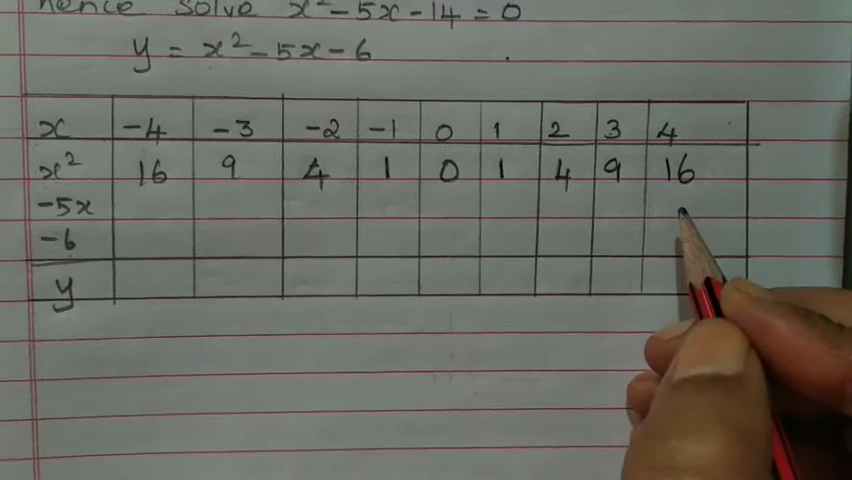 hence solve x² - 5x - 14 = 0
y = x² - 5x - 6
x -4 -3 -2 -1 0 1 2 3 4
x² 16 9 4 1 0 1 4 9 16
-5x
-6
y